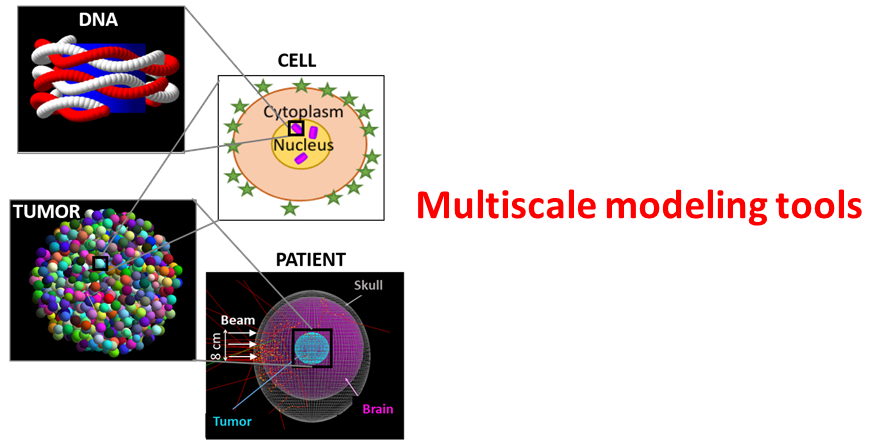 DNA
CELL
Cytoplasm
Nucleus
Multiscale modeling tools
TUMOR
PATIENT
Skull
Beam
8 cm
Brain
Tumor